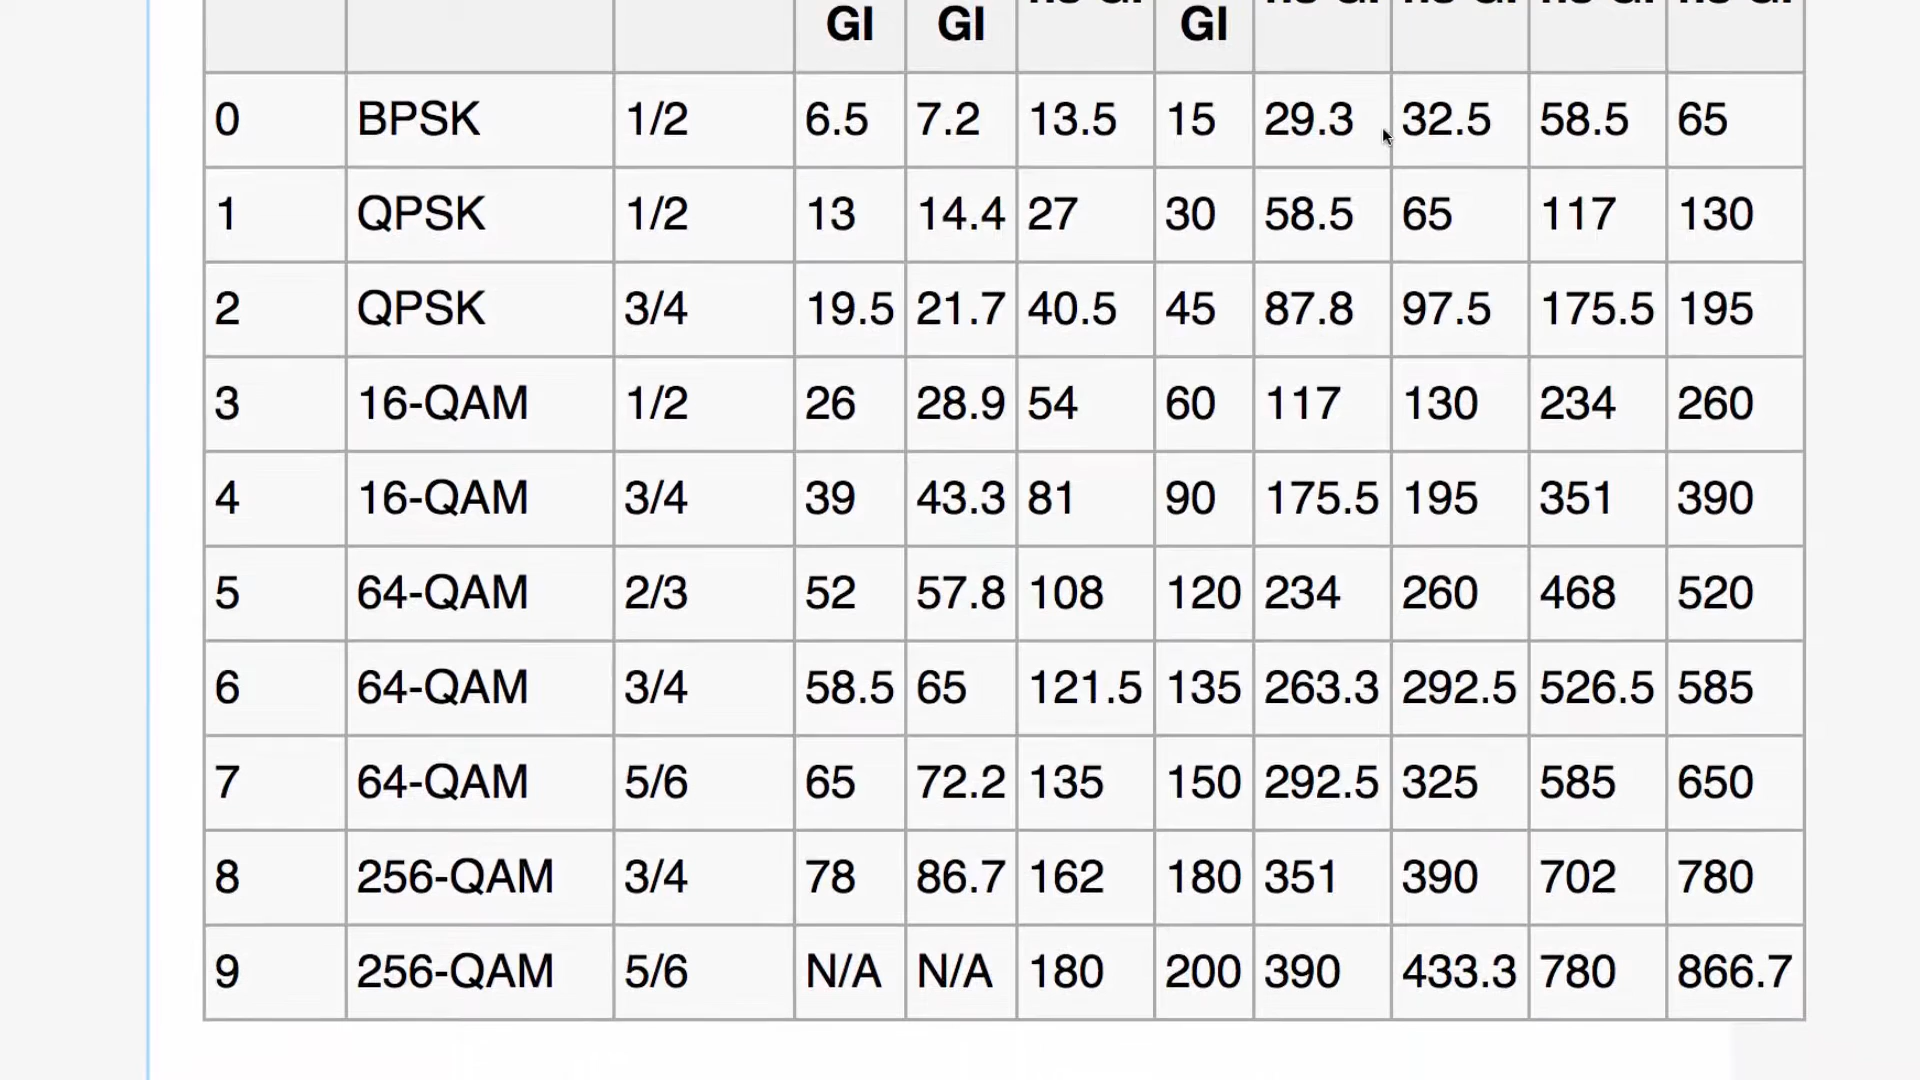 GI GI GI
0 BPSK 1/2 6.5 7.2 13.5 15 29.3 32.5 58.5 65
1 QPSK 1/2 13 14.4 27 30 58.5 65 117 130
2 QPSK 3/4 19.5 21.7 40.5 45 87.8 97.5 175.5 195
3 16-QAM 1/2 26 28.9 54 60 117 130 234 260
4 16-QAM 3/4 39 43.3 81 90 175.5 195 351 390
5 64-QAM 2/3 52 57.8 108 120 234 260 468 520
6 64-QAM 3/4 58.5 65 121.5 135 263.3 292.5 526.5 585
7 64-QAM 5/6 65 72.2 135 150 292.5 325 585 650
8 256-QAM 3/4 78 86.7 162 180 351 390 702 780
9 256-QAM 5/6 N/A N/A 180 200 390 433.3 780 866.7